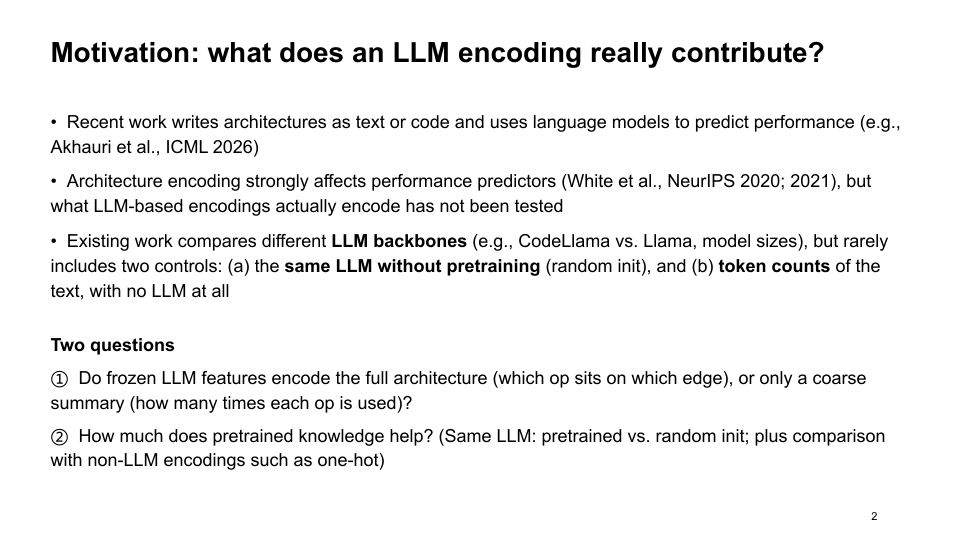 Motivation: what does an LLM encoding really contribute?
• Recent work writes architectures as text or code and uses language models to predict performance (e.g.,
Akhauri et al., ICML 2026)
• Architecture encoding strongly affects performance predictors (White et al., NeurIPS 2020; 2021), but
what LLM-based encodings actually encode has not been tested
• Existing work compares different LLM backbones (e.g., CodeLlama vs. Llama, model sizes), but rarely
includes two controls: (a) the same LLM without pretraining (random init), and (b) token counts of the
text, with no LLM at all
Two questions
① Do frozen LLM features encode the full architecture (which op sits on which edge), or only a coarse
summary (how many times each op is used)?
② How much does pretrained knowledge help? (Same LLM: pretrained vs. random init; plus comparison
with non-LLM encodings such as one-hot)
2